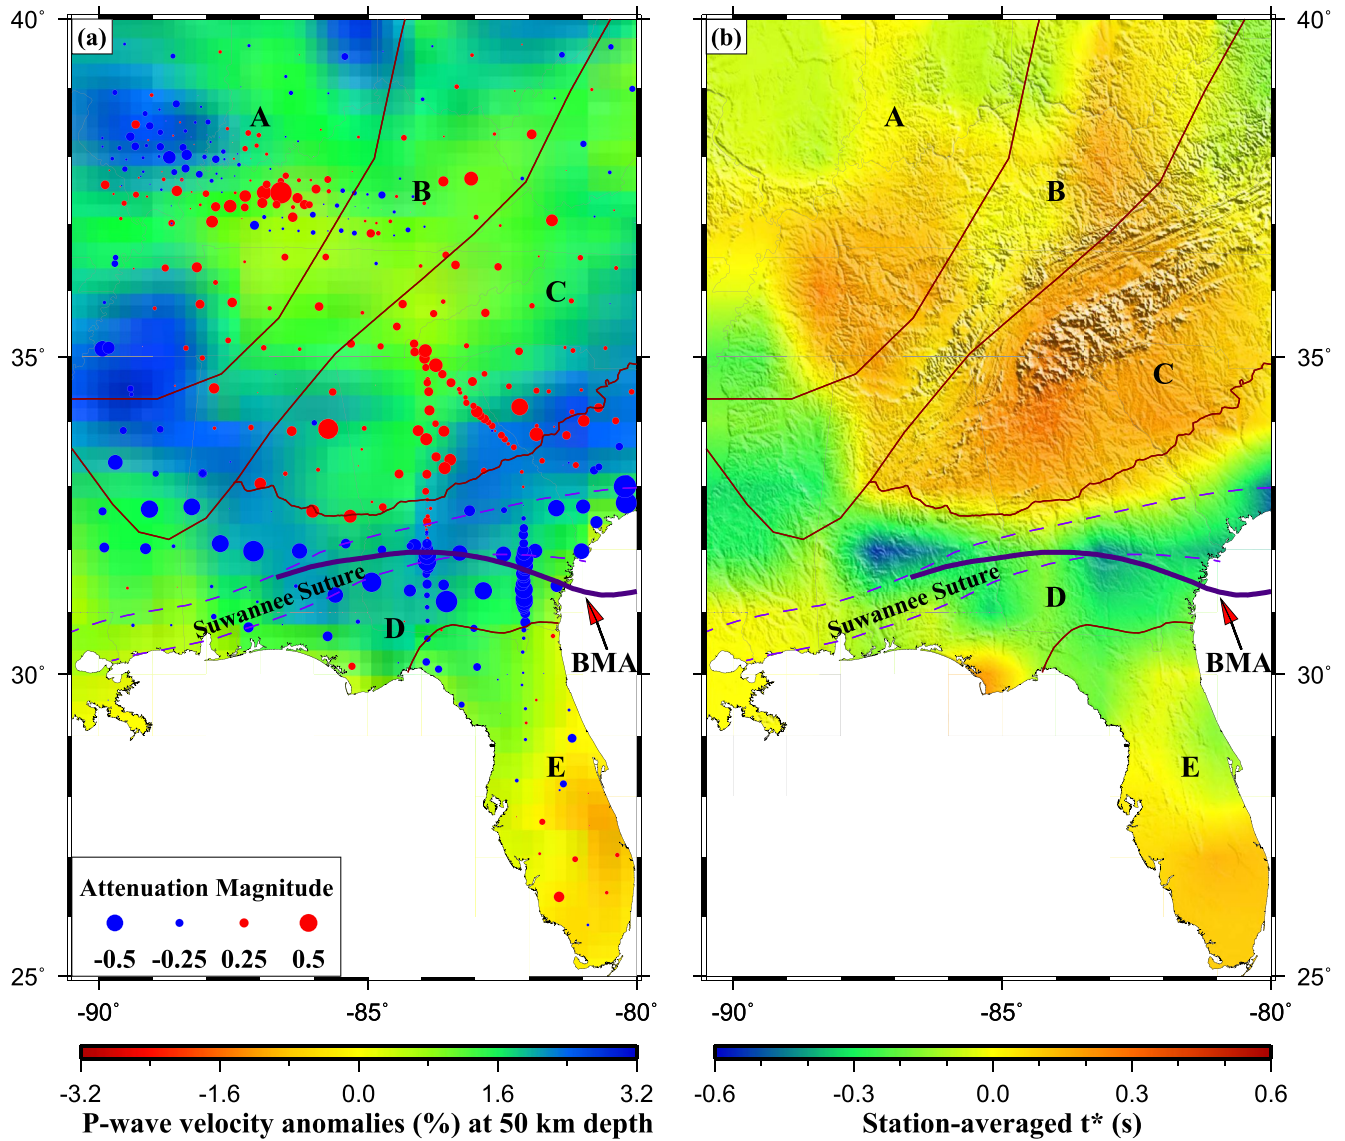 40˚
(a)
(b)
40˚
A
A
B
B
C
35˚
35˚
C
Suwannee Suture
Suwannee Suture
D
D
BMA
BMA
30˚
30˚
E
E
Attenuation Magnitude
-0.5 -0.25 0.25 0.5
25˚
25˚
-90˚ -85˚ -80˚
-90˚ -85˚ -80˚
-3.2 -1.6 0.0 1.6 3.2
P-wave velocity anomalies (%) at 50 km depth
-0.6 -0.3 0.0 0.3 0.6
Station-averaged t* (s)